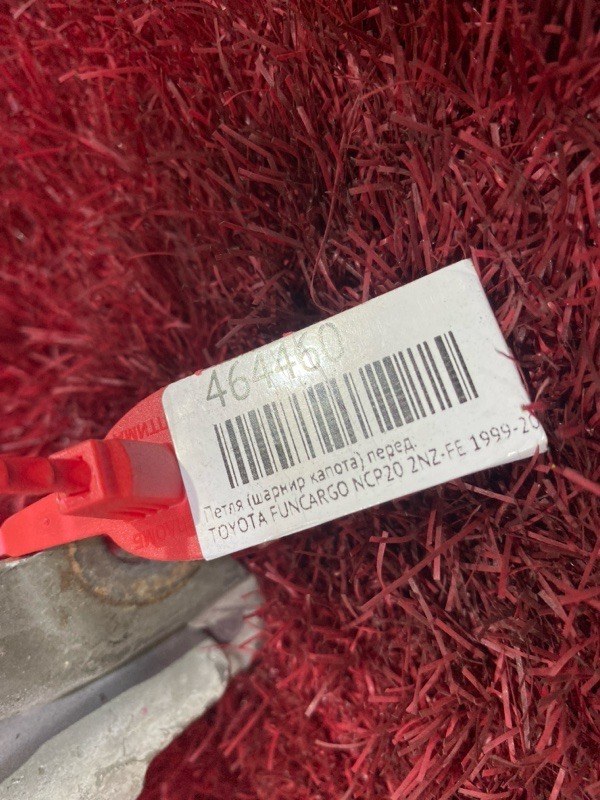 464460
Петля (шарнир капота) перед.
TOYOTA FUNCARGO NCP20 2NZ-FE 1999-20